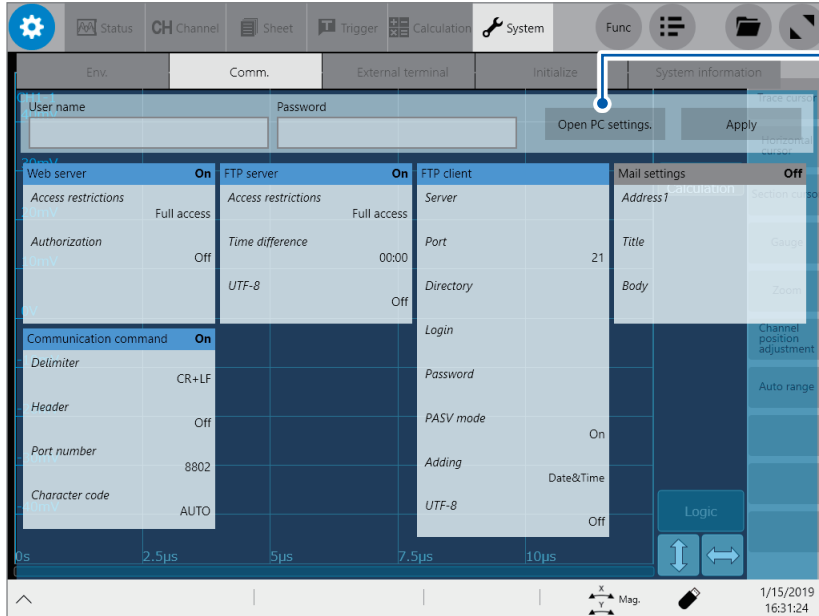 Status
CH Channel
Sheet
Trigger
Calculation
System
Func
Env.
Comm.
External terminal
Initialize
System information
User name
Password
Open PC settings.
Apply
Trace cursor
Horizontal cursor
Section curso
Gauge
Zoom
Channel position adjustment
Auto range
Calculation
Web server On
Access restrictions
Full access
Authorization
Off
FTP server On
Access restrictions
Full access
Time difference
00:00
UTF-8
Off
FTP client
Server
Port
21
Directory
Login
Password
PASV mode
On
Adding
Date&Time
UTF-8
Off
Mail settings Off
Address1
Title
Body
Communication command On
Delimiter
CR+LF
Header
Off
Port number
8802
Character code
AUTO
Logic
0s
2.5µs
5µs
7.5µs
10µs
X
Y
Mag.
1/15/2019
16:31:24